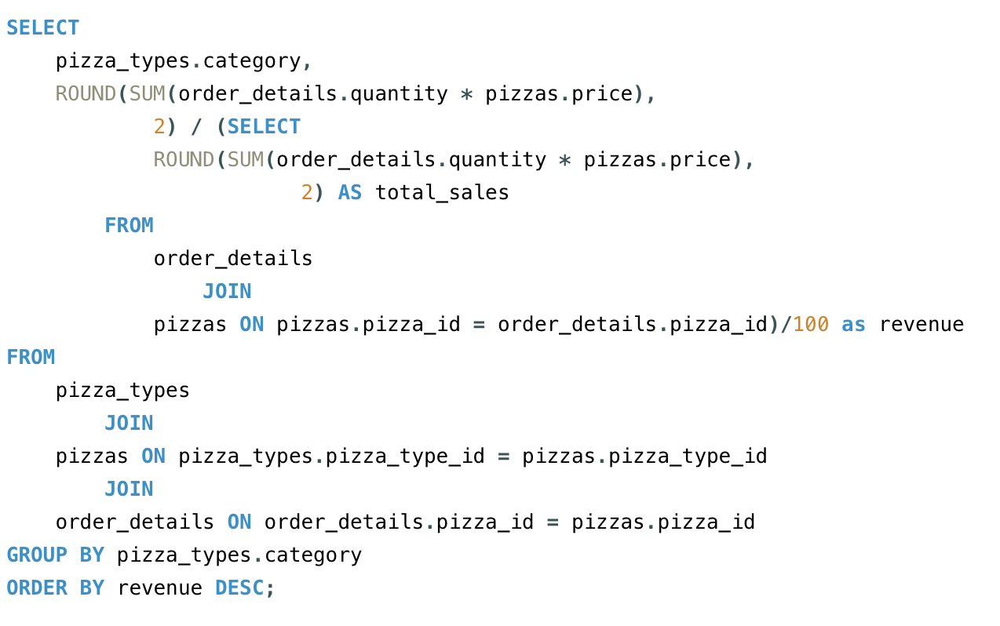 SELECT
    pizza_types.category,
    ROUND(SUM(order_details.quantity * pizzas.price),
            2) / (SELECT
            ROUND(SUM(order_details.quantity * pizzas.price),
                        2) AS total_sales
        FROM
            order_details
                JOIN
            pizzas ON pizzas.pizza_id = order_details.pizza_id)/100 as revenue
FROM
    pizza_types
        JOIN
    pizzas ON pizza_types.pizza_type_id = pizzas.pizza_type_id
        JOIN
    order_details ON order_details.pizza_id = pizzas.pizza_id
GROUP BY pizza_types.category
ORDER BY revenue DESC;